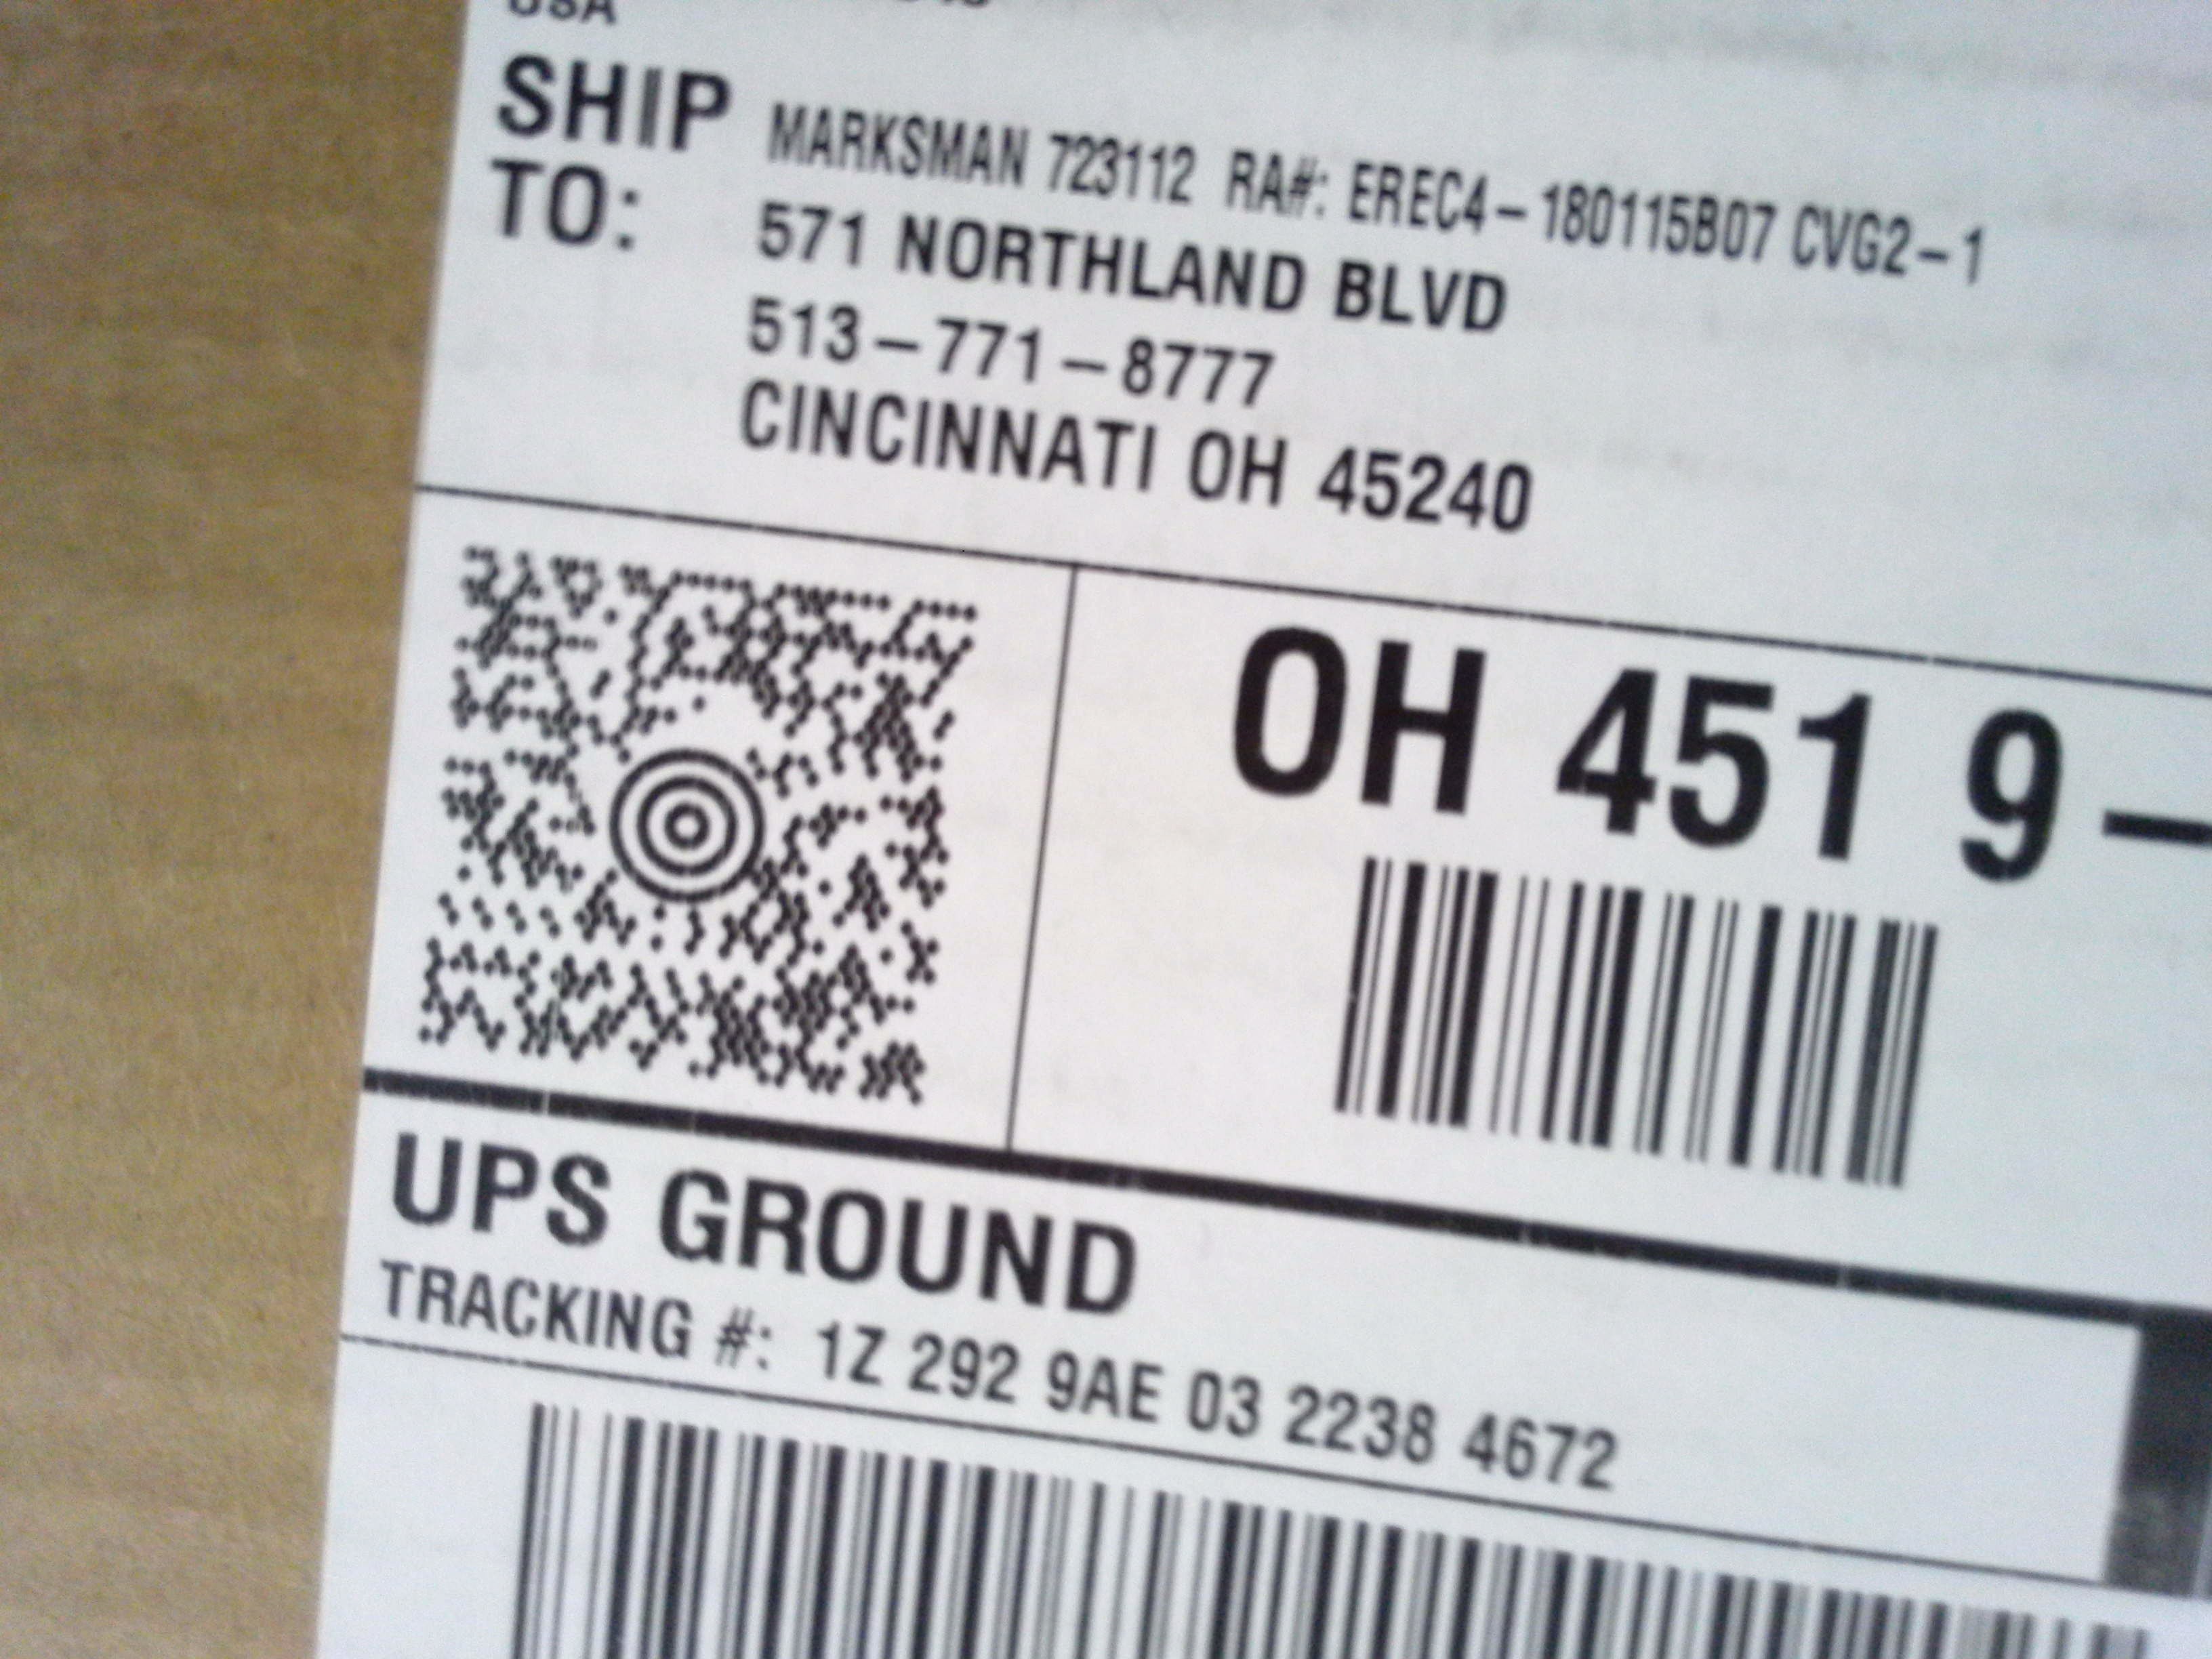 USA
SHIP TO:
MARKSMAN 723112 RA#: EREC4-180115B07 CVG2-1
571 NORTHLAND BLVD
513-771-8777
CINCINNATI OH 45240
OH 451 9-
UPS GROUND
TRACKING #: 1Z 292 9AE 03 2238 4672